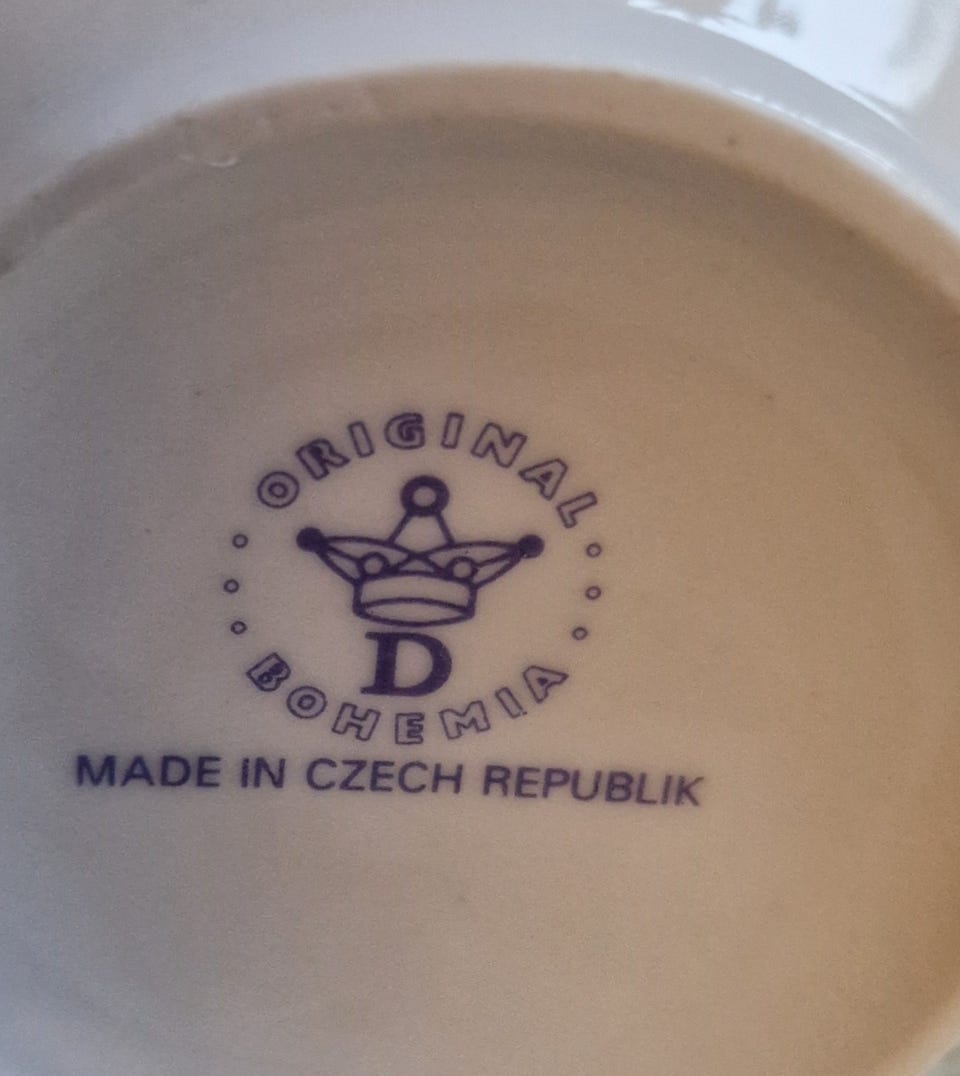 ORIGINAL
D
BOHEMIA
MADE IN CZECH REPUBLIK